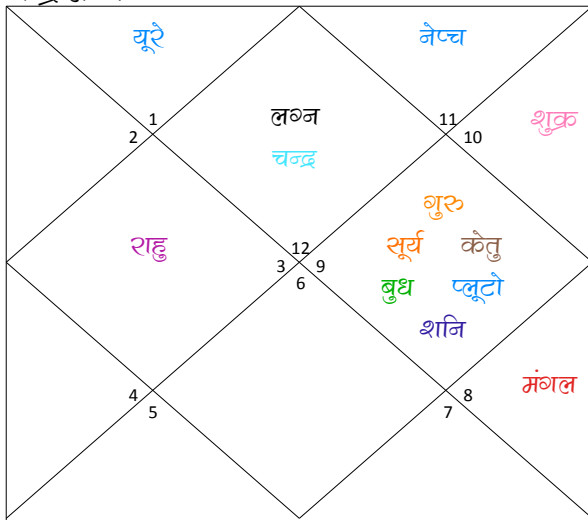 यूरे
नेप्च
लग्न
चन्द्र
1
2
11
10
शुक्र
गुरु
राहु
सूर्य केतु
12
3 9
6
बुध प्लूटो
शनि
मंगल
4
5
8
7